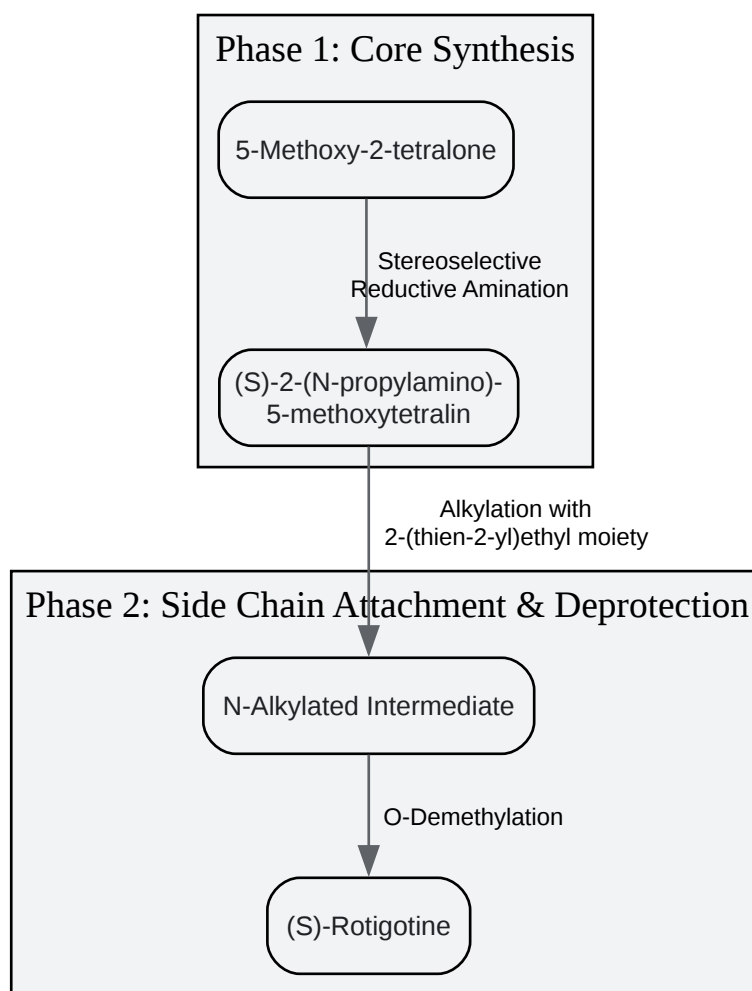 Phase 1: Core Synthesis
5-Methoxy-2-tetralone
Stereoselective
Reductive Amination
(S)-2-(N-propylamino)-
5-methoxytetralin
Alkylation with
2-(thien-2-yl)ethyl moiety
Phase 2: Side Chain Attachment & Deprotection
N-Alkylated Intermediate
O-Demethylation
(S)-Rotigotine